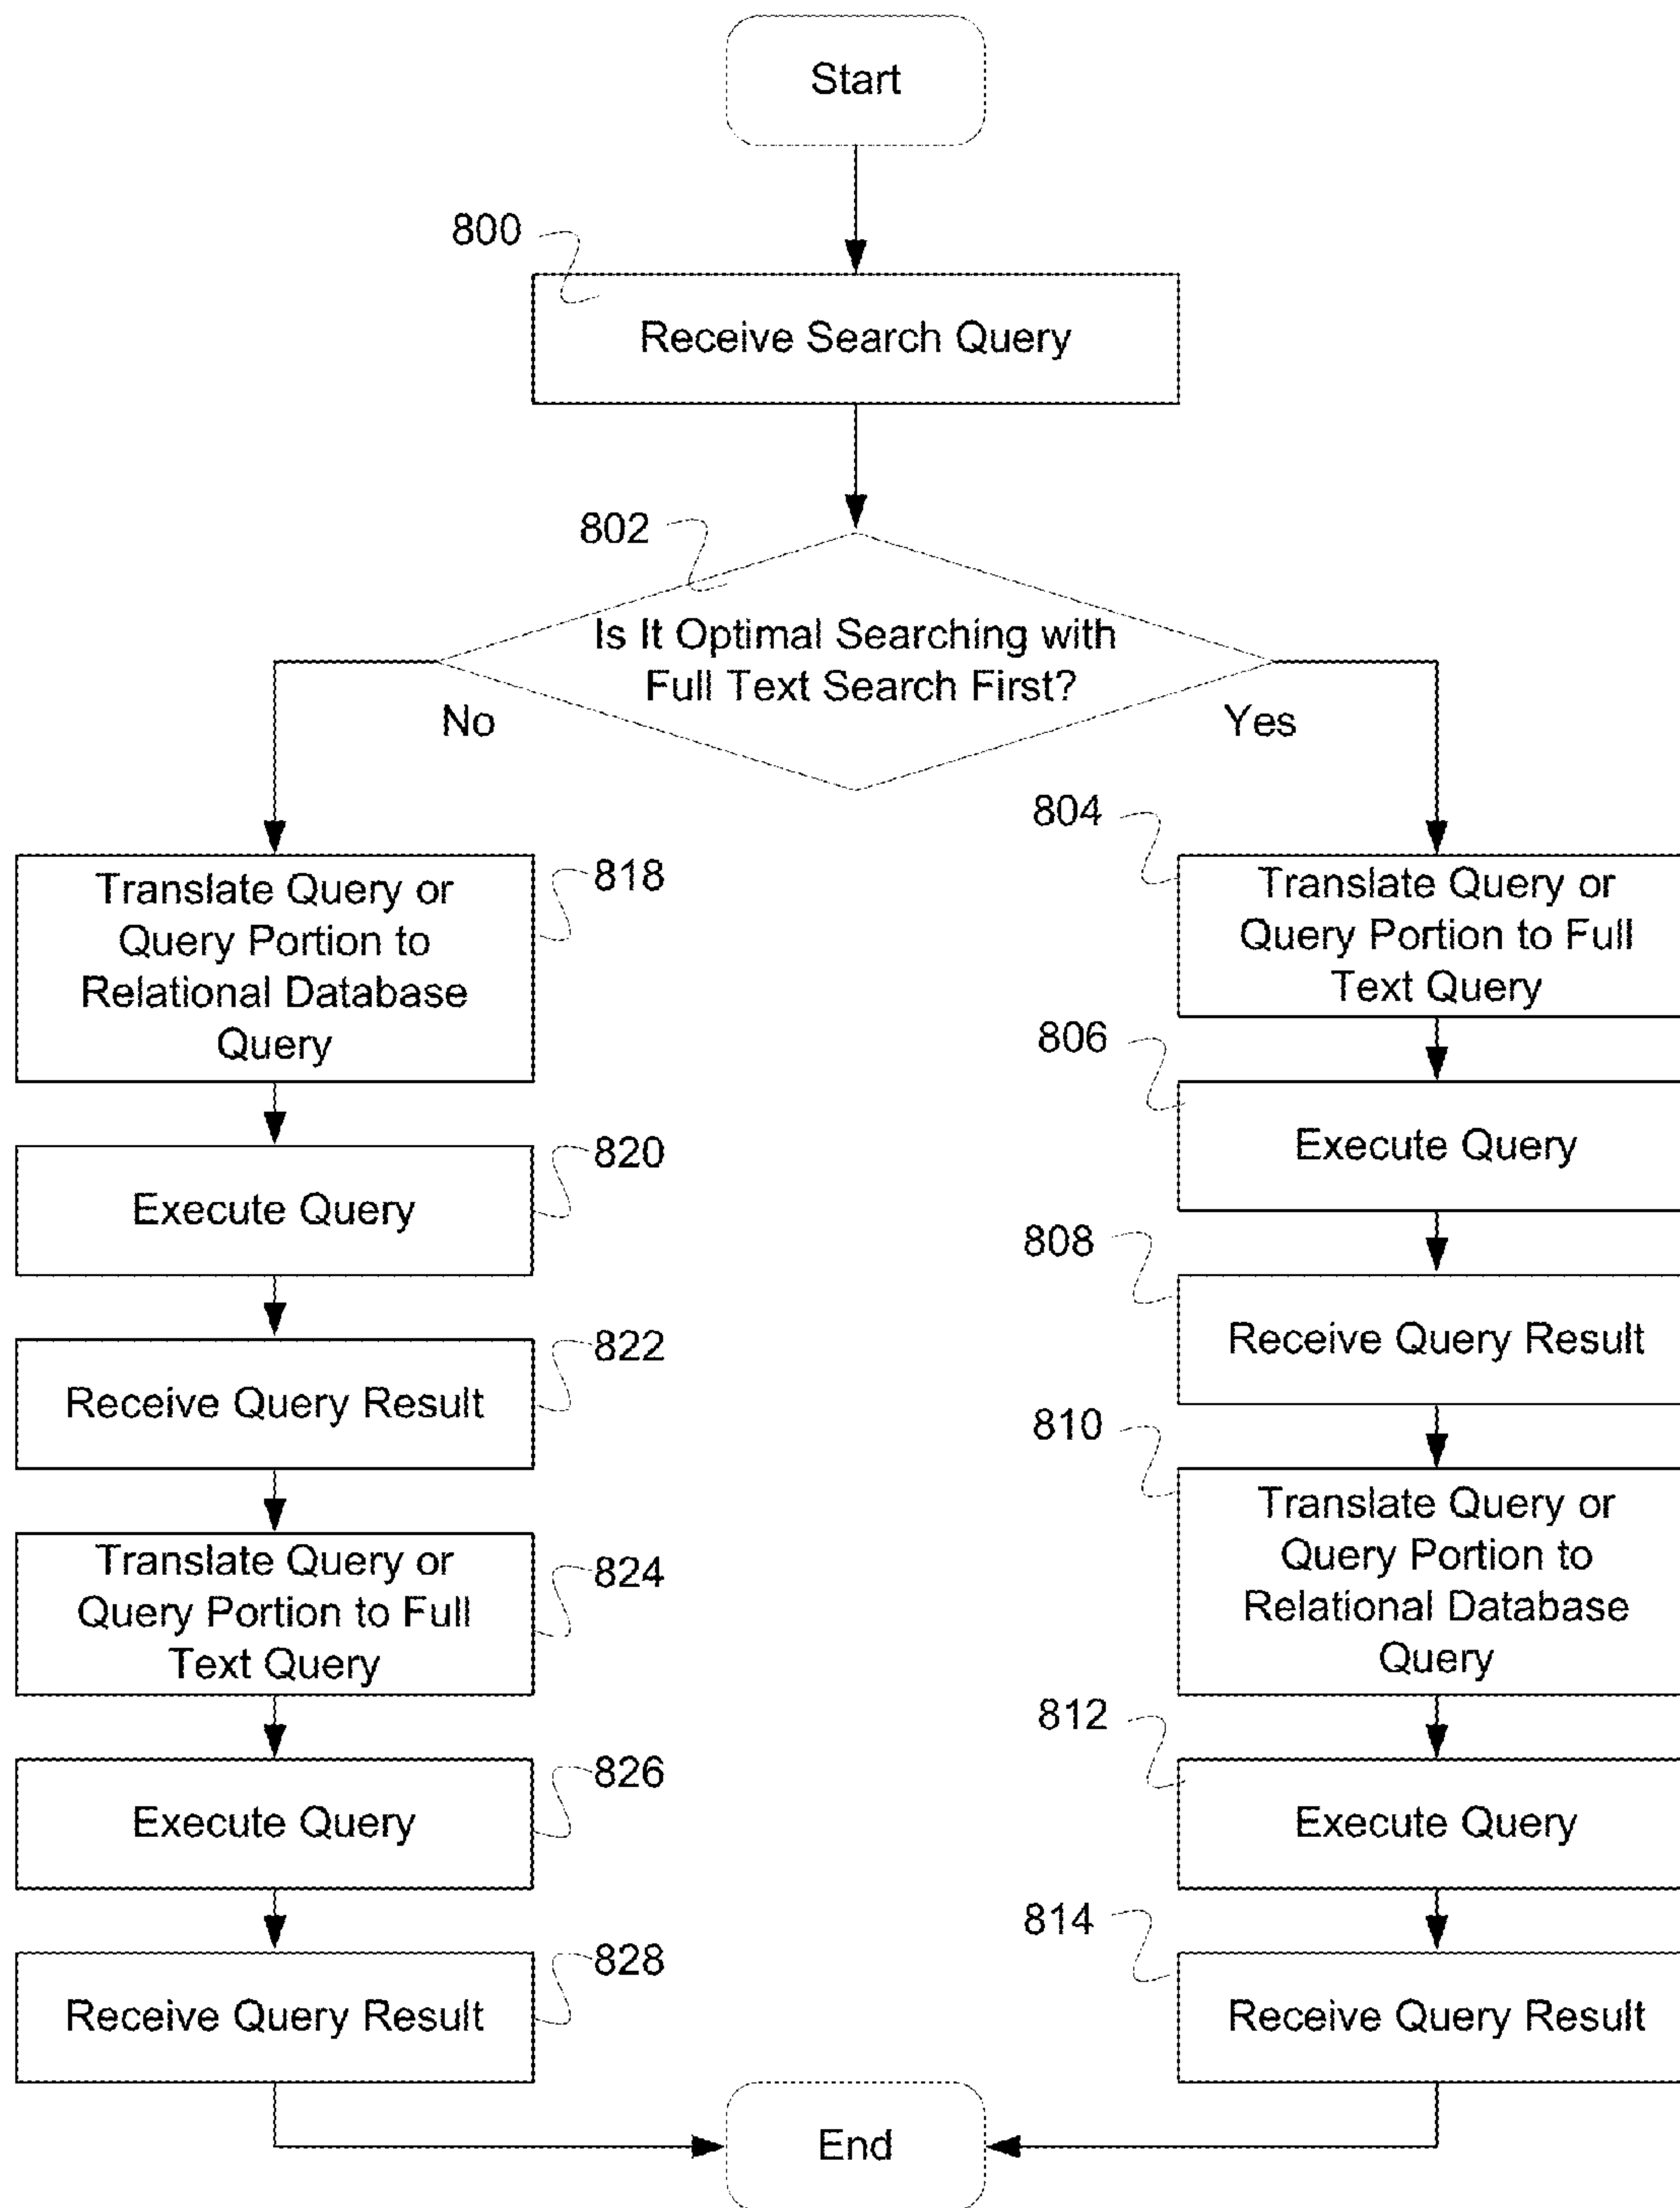 Start
800
Receive Search Query
802
Is It Optimal Searching with
Full Text Search First?
No
Yes
818
Translate Query or
Query Portion to
Relational Database
Query
820
Execute Query
822
Receive Query Result
824
Translate Query or
Query Portion to Full
Text Query
826
Execute Query
828
Receive Query Result
804
Translate Query or
Query Portion to Full
Text Query
806
Execute Query
808
Receive Query Result
810
Translate Query or
Query Portion to
Relational Database
Query
812
Execute Query
814
Receive Query Result
End